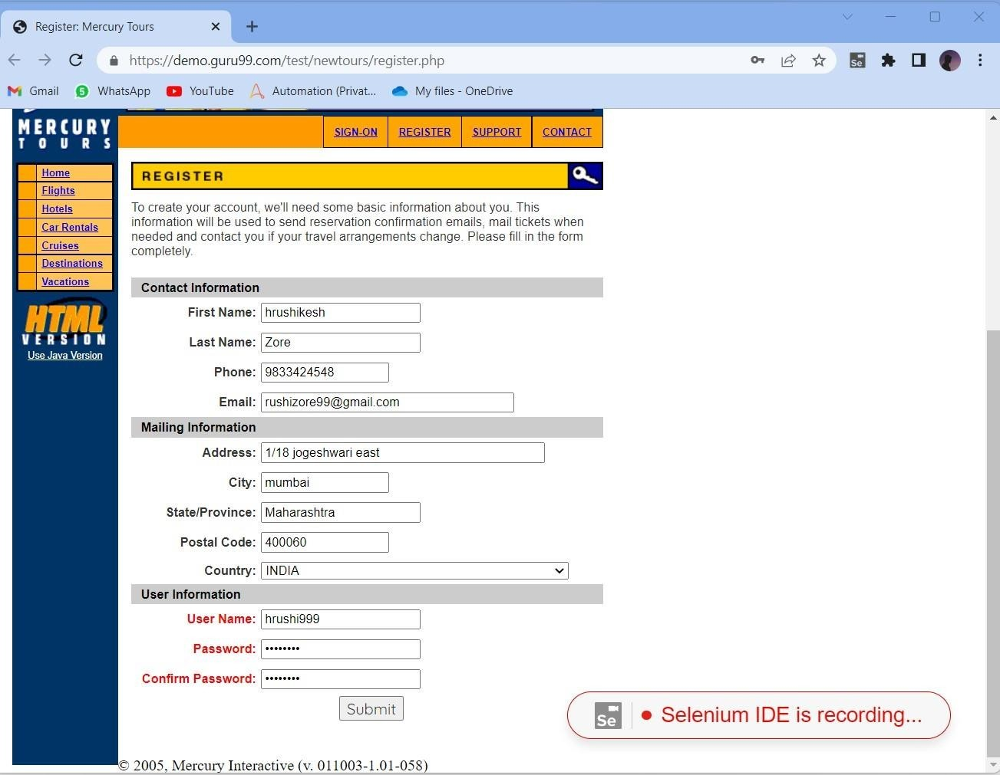 Register: Mercury Tours
https://demo.guru99.com/test/newtours/register.php
Se
Gmail 5 WhatsApp YouTube Automation (Privat... My files - OneDrive
MERCURY
TOURS
SIGN-ON REGISTER SUPPORT CONTACT
Home
Flights
Hotels
Car Rentals
Cruises
Destinations
Vacations
HTML
VERSION
Use Java Version
REGISTER
To create your account, we'll need some basic information about you. This
information will be used to send reservation confirmation emails, mail tickets when
needed and contact you if your travel arrangements change. Please fill in the form
completely.
Contact Information
First Name: hrushikesh
Last Name: Zore
Phone: 9833424548
Email: rushizore99@gmail.com
Mailing Information
Address: 1/18 jogeshwari east
City: mumbai
State/Province: Maharashtra
Postal Code: 400060
Country: INDIA
User Information
User Name: hrushi999
Password: ••••••••
Confirm Password: ••••••••
Submit
Se Selenium IDE is recording...
© 2005, Mercury Interactive (v. 011003-1.01-058)